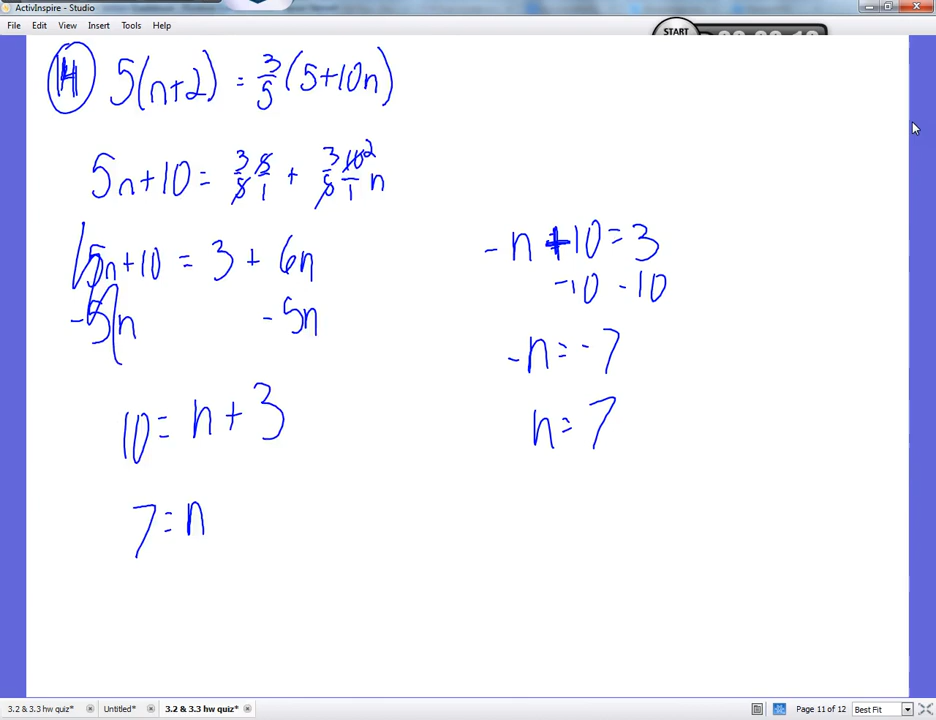 ActivInspire - Studio
File Edit View Insert Tools Help
START
14 5(n+2) = 3/5 (5+10n)
5n+10 = 3/5 5/1 + 3/5 10/1 2 n
5n+10 = 3 + 6n
-5n -5n
10 = n + 3
7 = n
-n +10 = 3
-10 -10
-n = -7
n = 7
3.2 & 3.3 hw quiz* Untitled* 3.2 & 3.3 hw quiz* Page 11 of 12 Best Fit